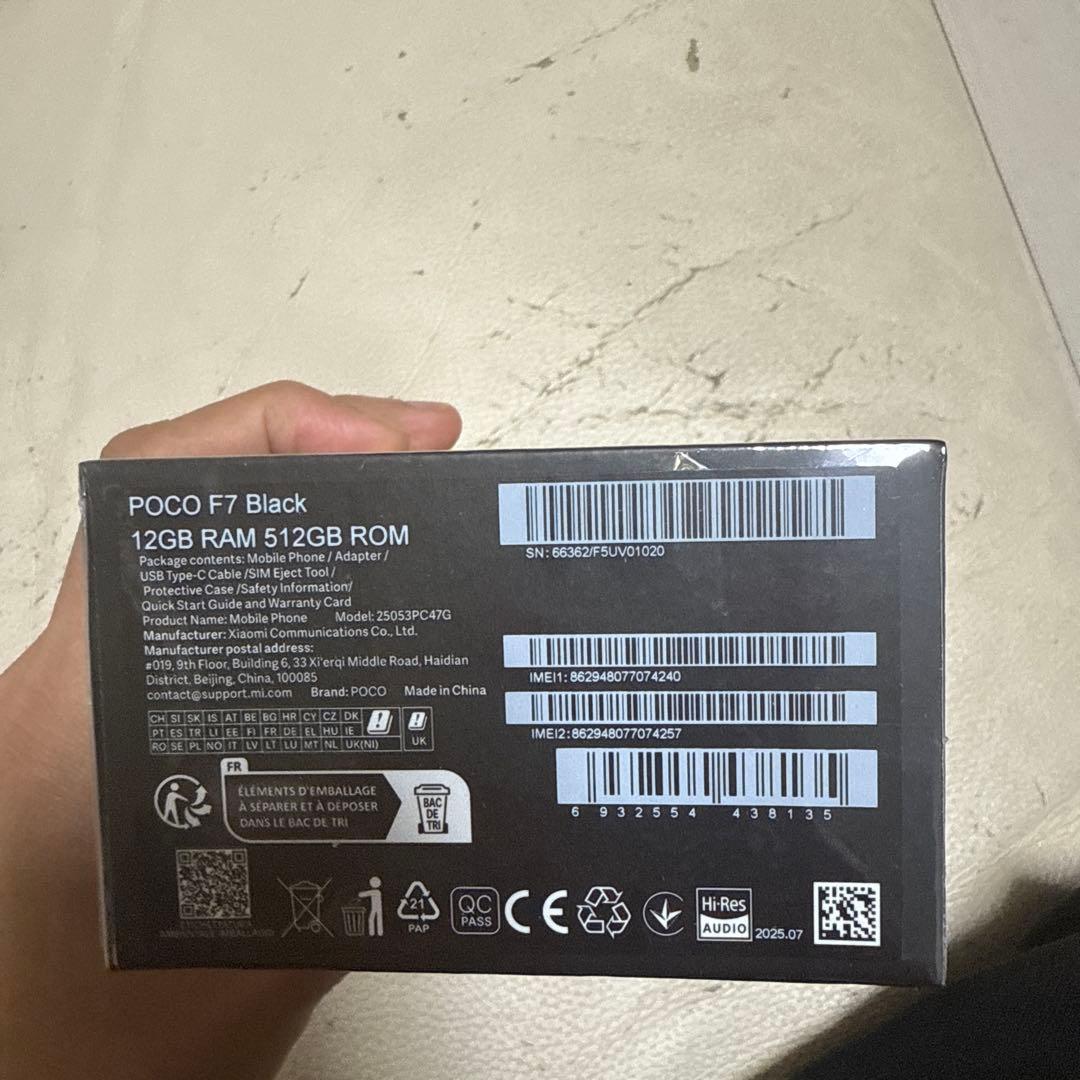 POCO F7 Black
12GB RAM 512GB ROM
Package contents: Mobile Phone / Adapter /
USB Type-C Cable /SIM Eject Tool /
Protective Case /Safety Information/
Quick Start Guide and Warranty Card
Product Name: Mobile Phone Model: 25053PC47G
Manufacturer: Xiaomi Communications Co., Ltd.
Manufacturer postal address:
#019, 9th Floor, Building 6, 33 Xi'erqi Middle Road, Haidian
District, Beijing, China, 100085
contact@support.mi.com Brand: POCO Made in China
CH SI SK IS AT BE BG HR CY CZ DK
PT ES TR LI EE FI FR DE EL HU IE
RO SE PL NO IT LV LT LU MT NL UK(NI)
UK
SN: 66362/F5UV01020
IMEI1: 862948077074240
IMEI2: 862948077074257
6 932554 438135
FR
ÉLÉMENTS D'EMBALLAGE
À SÉPARER ET À DÉPOSER
DANS LE BAC DE TRI
BAC
DE
TRI
21
PAP
QC
PASS
CE
Hi-Res
AUDIO
2025.07